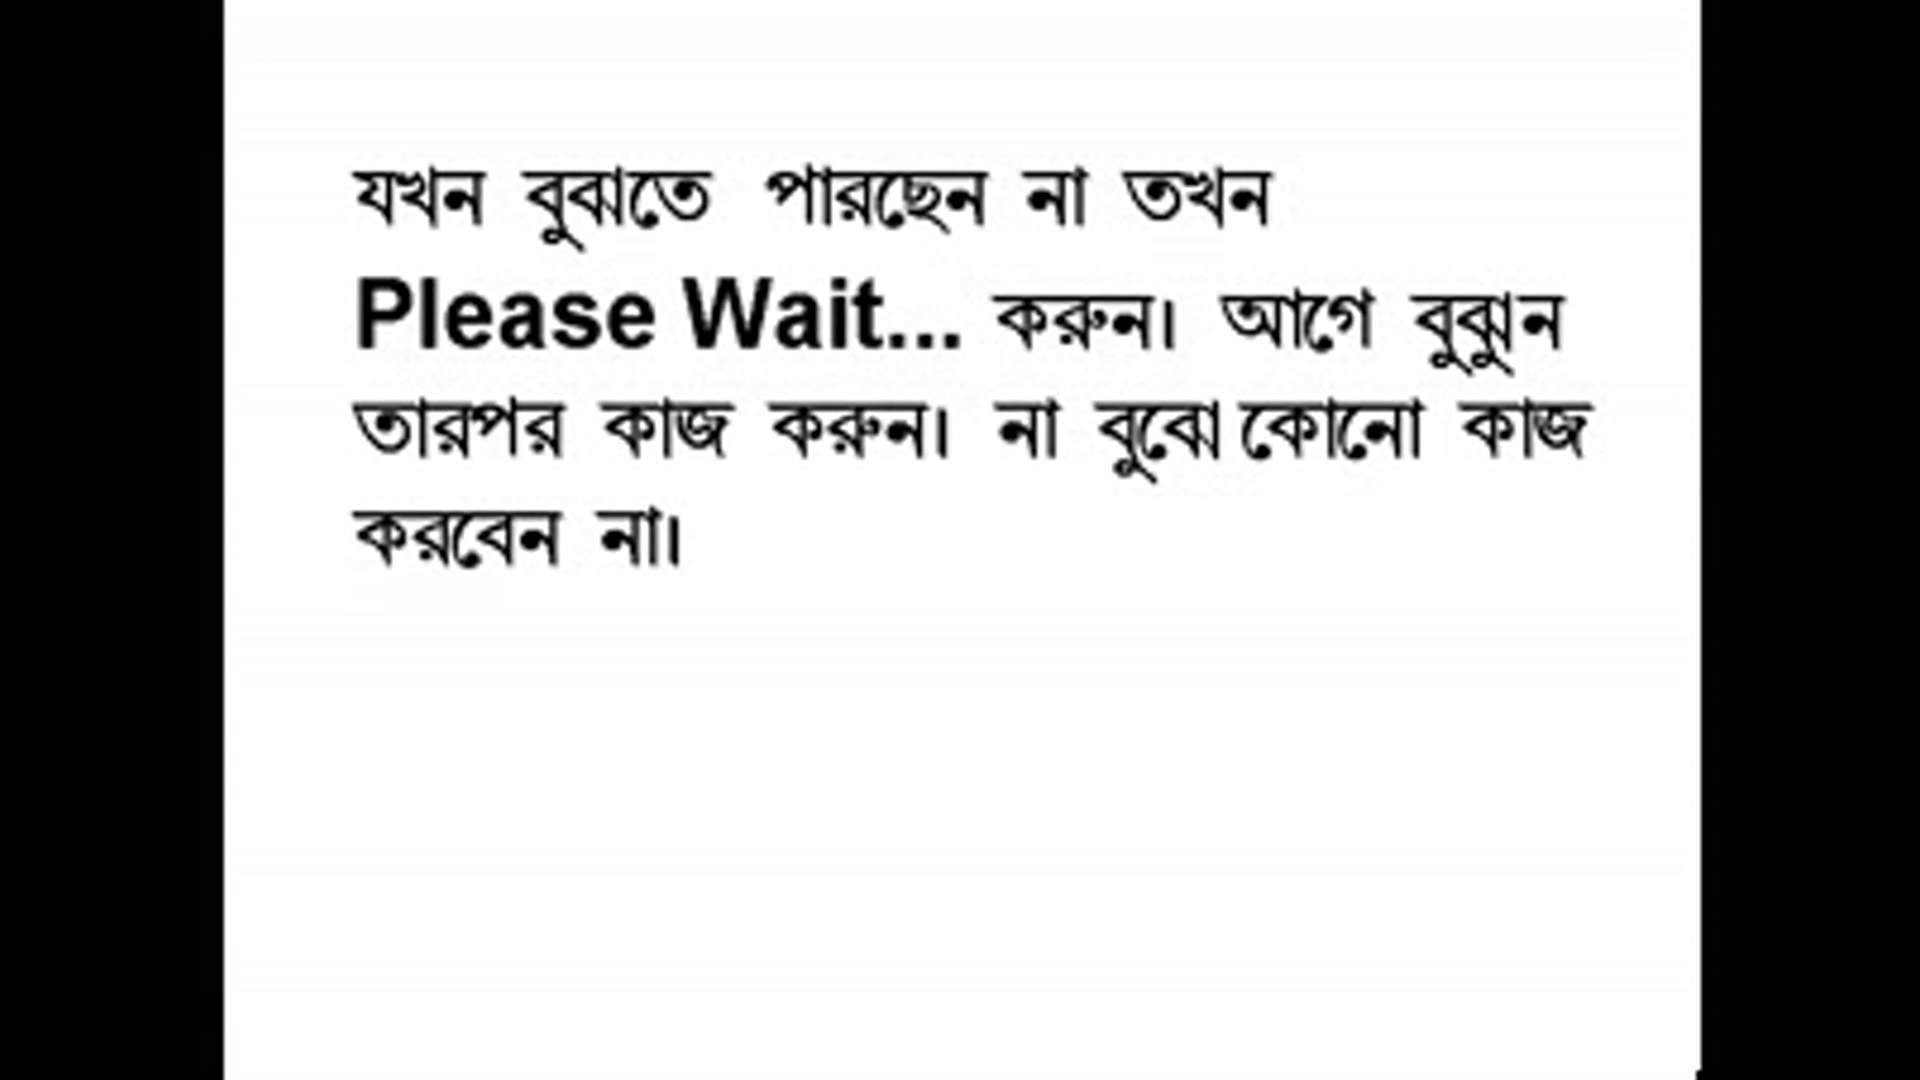 যখন বুঝতে পারছেন না তখন
Please Wait... করুন। আগে বুঝুন
তারপর কাজ করুন। না বুঝে কোনো কাজ
করবেন না।